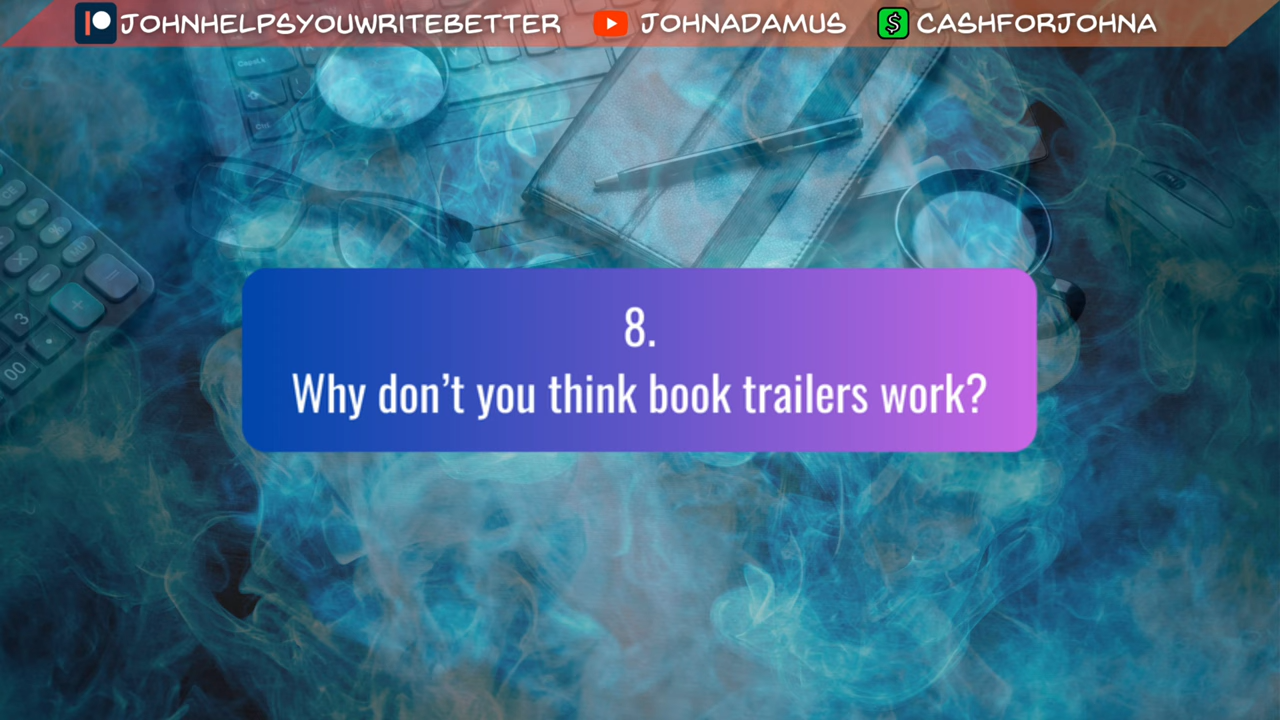 JOHNHELPSYOUWRITEBETTER JOHNADAMUS $ CASHFORJOHNA
8.
Why don't you think book trailers work?